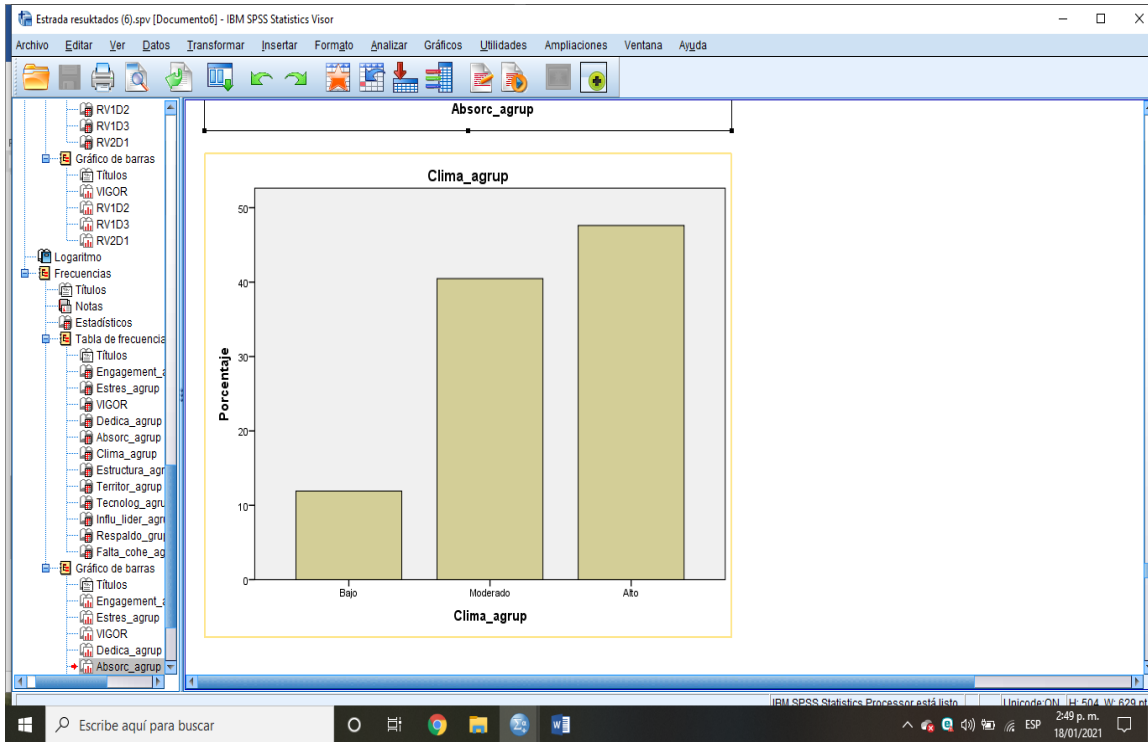 Estrada resuktados (6).spv [Documento6] - IBM SPSS Statistics Visor
Archivo Editar Ver Datos Transformar Insertar Formato Analizar Gráficos Utilidades Ampliaciones Ventana Ayuda
RV1D2
RV1D3
RV2D1
Gráfico de barras
Títulos
VIGOR
RV1D2
RV1D3
RV2D1
Logaritmo
Frecuencias
Títulos
Notas
Estadísticos
Tabla de frecuencia
Títulos
Engagement_a
Estres_agrup
VIGOR
Dedica_agrup
Absorc_agrup
Clima_agrup
Estructura_agr
Territor_agrup
Tecnolog_agru
Influ_lider_agru
Respaldo_grup
Falta_cohe_ag
Gráfico de barras
Títulos
Engagement_a
Estres_agrup
VIGOR
Dedica_agrup
Absorc_agrup
Absorc_agrup
Clima_agrup
Porcentaje
50
40
30
20
10
0
Bajo Moderado Alto
Clima_agrup
IBM SPSS Statistics Processor está listo Unicode:ON H: 504, W: 629 pt
Escribe aquí para buscar
ESP
2:49 p. m.
18/01/2021